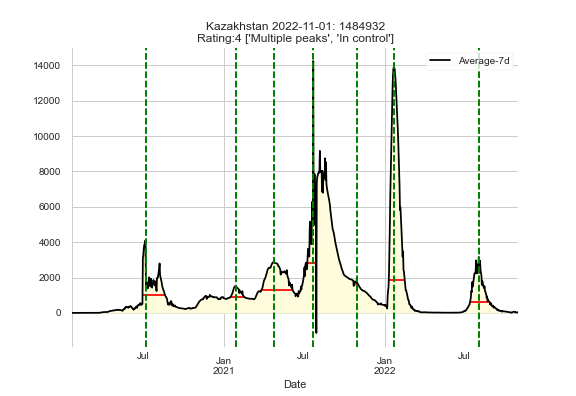 Kazakhstan 2022-11-01: 1484932
Rating:4 ['Multiple peaks', 'In control']
Average-7d
14000
12000
10000
8000
6000
4000
2000
0
Jul
Jan
2021
Jul
Jan
2022
Jul
Date